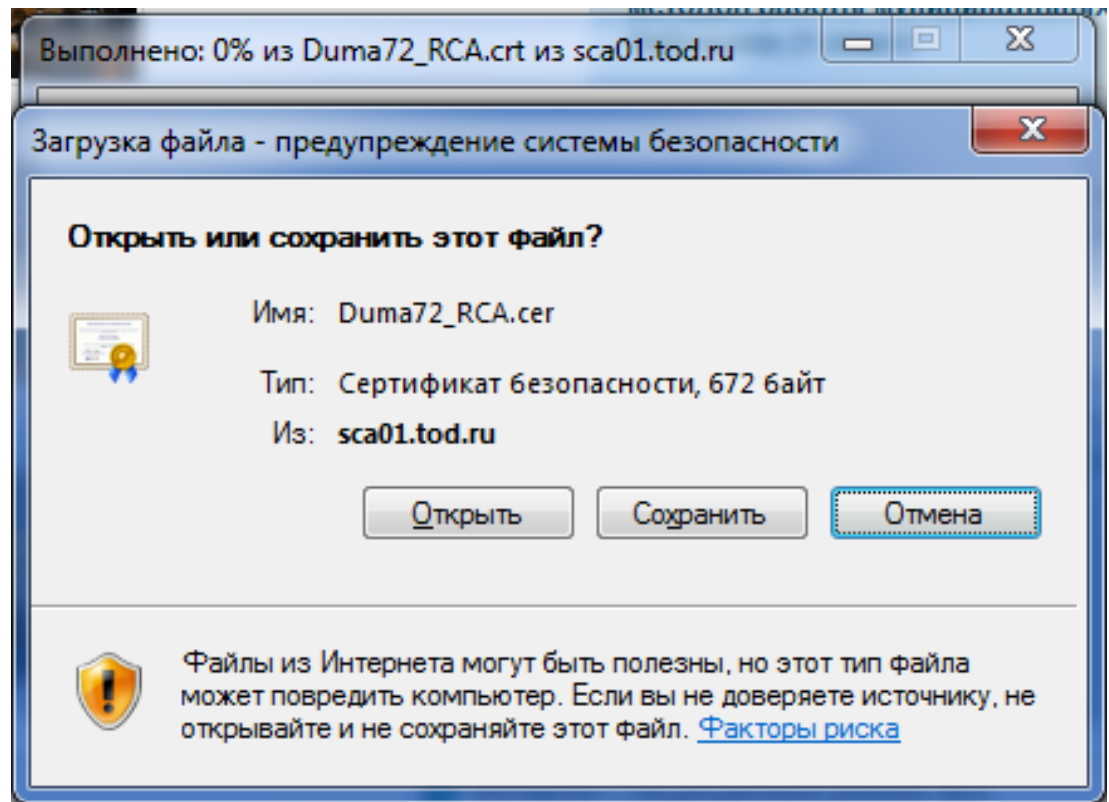 Выполнено: 0% из Duma72_RCA.crt из sca01.tod.ru
Загрузка файла - предупреждение системы безопасности
Открыть или сохранить этот файл?
Имя: Duma72_RCA.cer
Тип: Сертификат безопасности, 672 байт
Из: sca01.tod.ru
Открыть Сохранить Отмена
Файлы из Интернета могут быть полезны, но этот тип файла
может повредить компьютер. Если вы не доверяете источнику, не
открывайте и не сохраняйте этот файл. Факторы риска